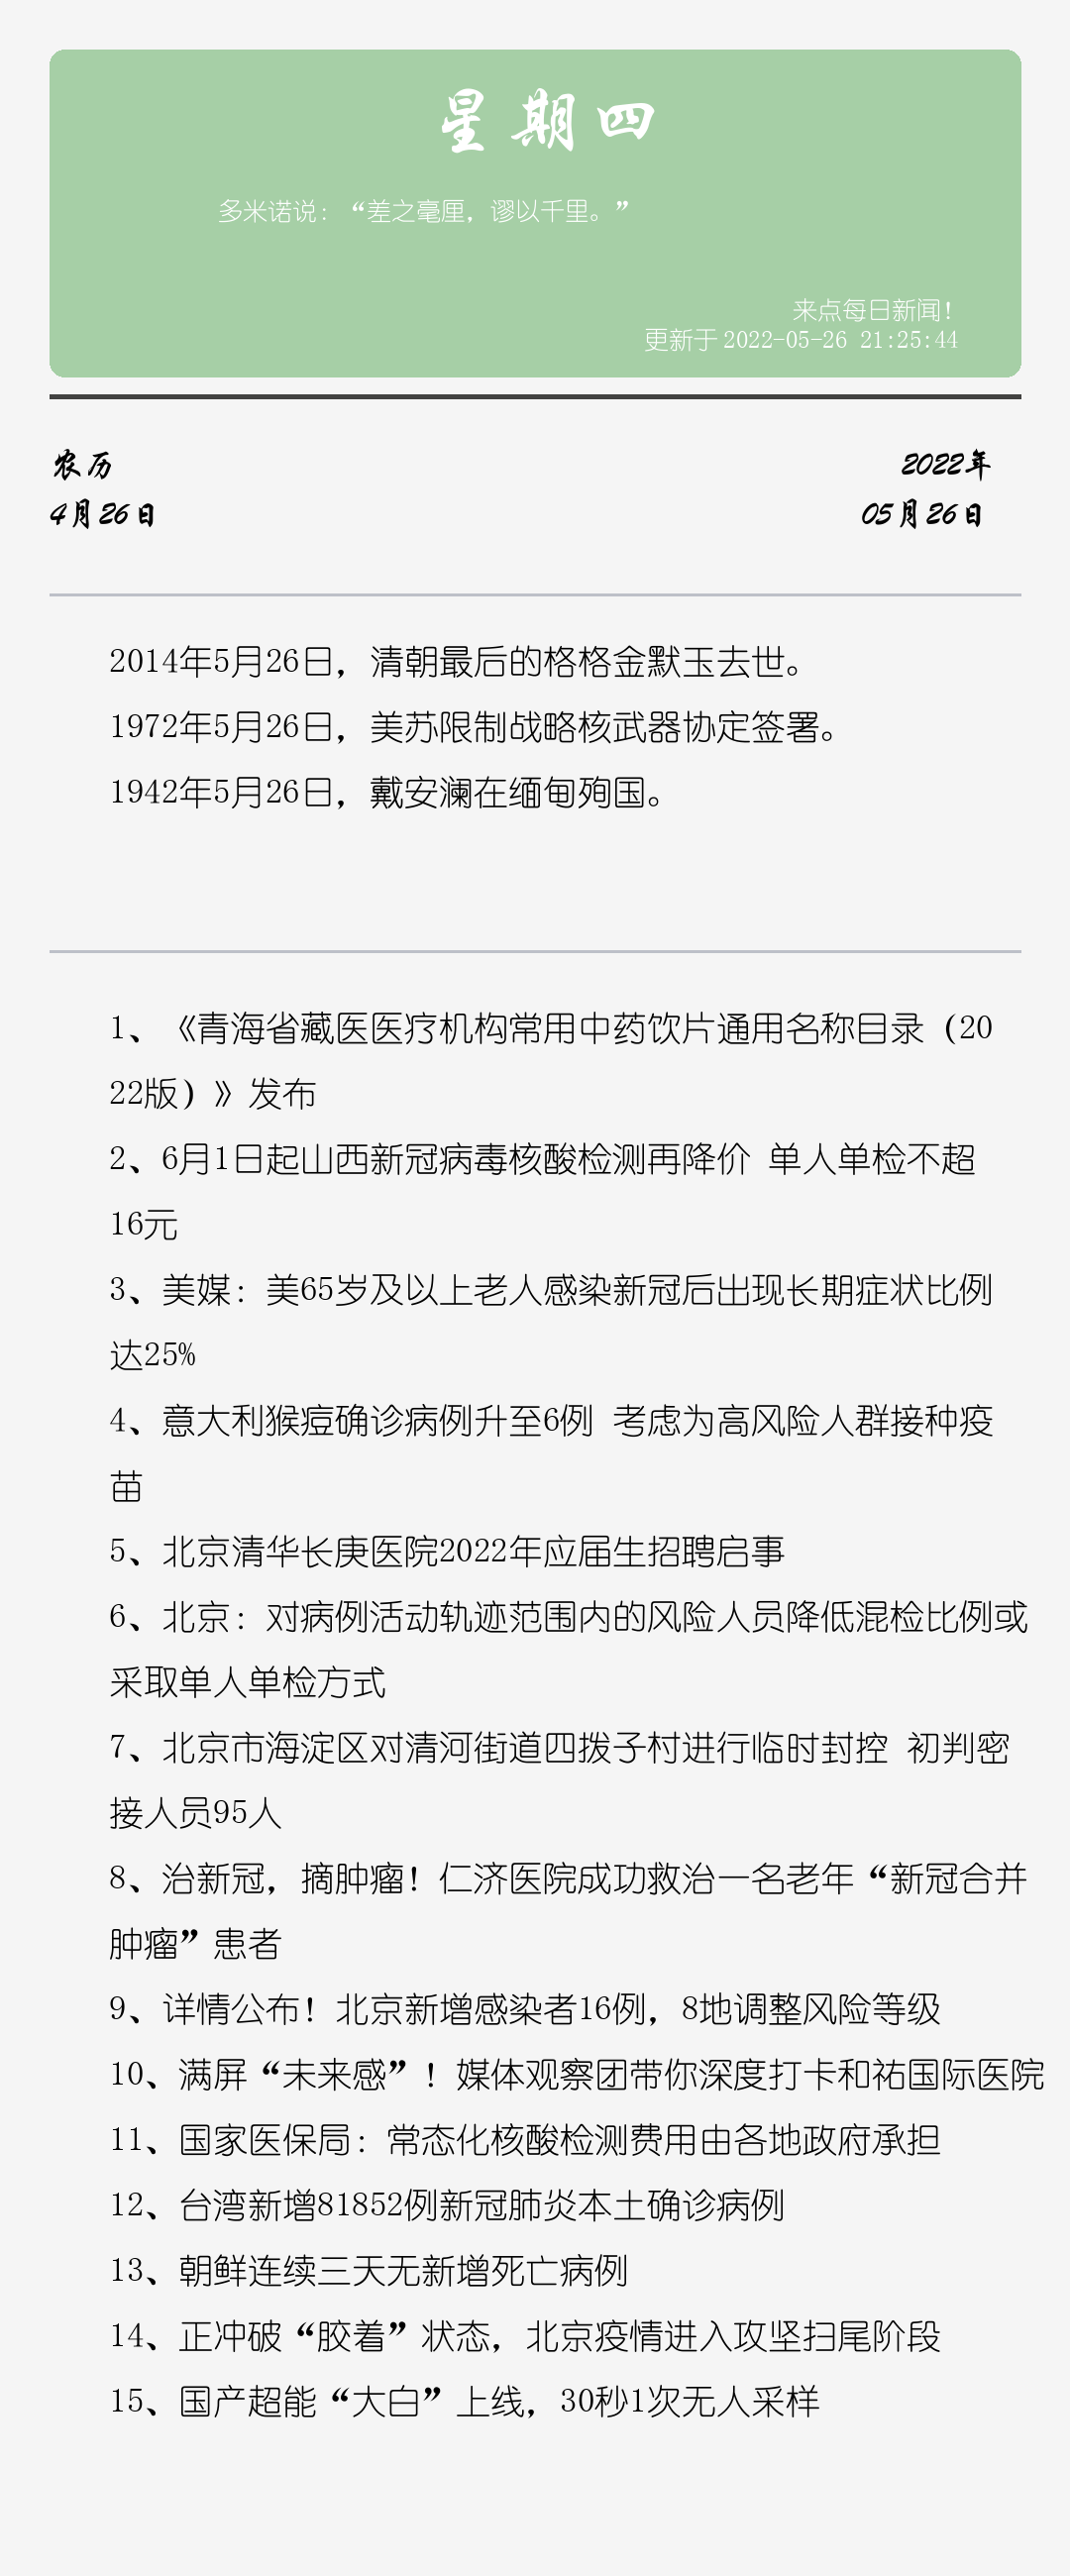 星期四
多米诺说：“差之毫厘，谬以千里。”
来点每日新闻！
更新于 2022-05-26 21:25:44
农历
2022年
4月26日
05月26日
2014年5月26日，清朝最后的格格金默玉去世。
1972年5月26日，美苏限制战略核武器协定签署。
1942年5月26日，戴安澜在缅甸殉国。
1、《青海省藏医医疗机构常用中药饮片通用名称目录（20
22版）》发布
2、6月1日起山西新冠病毒核酸检测再降价 单人单检不超
16元
3、美媒：美65岁及以上老人感染新冠后出现长期症状比例
达25%
4、意大利猴痘确诊病例升至6例 考虑为高风险人群接种疫
苗
5、北京清华长庚医院2022年应届生招聘启事
6、北京：对病例活动轨迹范围内的风险人员降低混检比例或
采取单人单检方式
7、北京市海淀区对清河街道四拨子村进行临时封控 初判密
接人员95人
8、治新冠，摘肿瘤！仁济医院成功救治一名老年“新冠合并
肿瘤”患者
9、详情公布！北京新增感染者16例，8地调整风险等级
10、满屏“未来感”！媒体观察团带你深度打卡和祐国际医院
11、国家医保局：常态化核酸检测费用由各地政府承担
12、台湾新增81852例新冠肺炎本土确诊病例
13、朝鲜连续三天无新增死亡病例
14、正冲破“胶着”状态，北京疫情进入攻坚扫尾阶段
15、国产超能“大白”上线，30秒1次无人采样